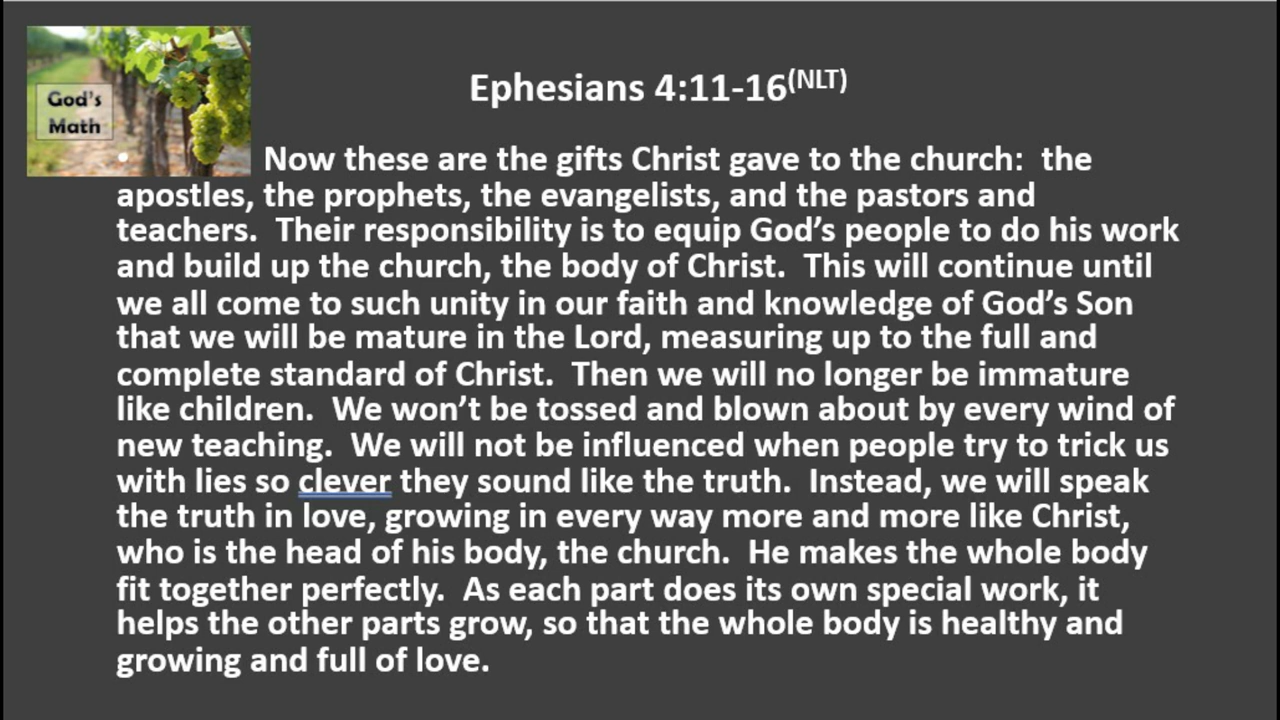 God's
Math
Ephesians 4:11-16(NLT)
• Now these are the gifts Christ gave to the church:  the
apostles, the prophets, the evangelists, and the pastors and
teachers.  Their responsibility is to equip God’s people to do his work
and build up the church, the body of Christ.  This will continue until
we all come to such unity in our faith and knowledge of God’s Son
that we will be mature in the Lord, measuring up to the full and
complete standard of Christ.  Then we will no longer be immature
like children.  We won’t be tossed and blown about by every wind of
new teaching.  We will not be influenced when people try to trick us
with lies so clever they sound like the truth.  Instead, we will speak
the truth in love, growing in every way more and more like Christ,
who is the head of his body, the church.  He makes the whole body
fit together perfectly.  As each part does its own special work, it
helps the other parts grow, so that the whole body is healthy and
growing and full of love.